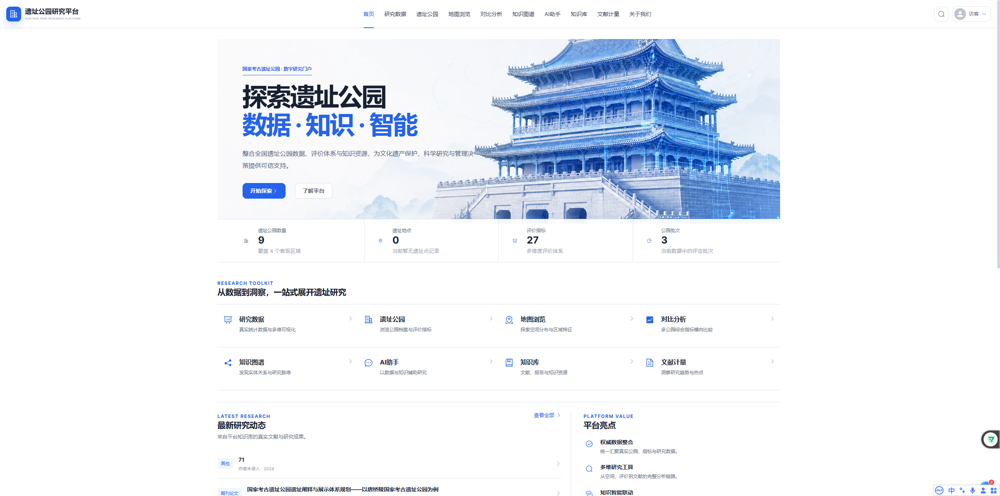 遗址公园研究平台
HERITAGE PARK RESEARCH PLATFORM
首页 研究数据 遗址公园 地图浏览 对比分析 知识图谱 AI助手 知识库 文献计量 关于我们
访客
国家考古遗址公园 · 数字研究门户
探索遗址公园
数据 · 知识 · 智能
整合全国遗址公园数据、评价体系与知识资源，为文化遗产保护、科学研究与管理决
策提供可信支持。
开始探索 了解平台
遗址公园数量
9
覆盖 4 个省级区域
遗址地点
0
当前暂无遗址点记录
评价指标
27
多维度评价体系
公园批次
3
当前数据中的评定批次
RESEARCH TOOLKIT
从数据到洞察，一站式展开遗址研究
研究数据
真实统计数据与多维可视化
遗址公园
浏览公园档案与评价指标
地图浏览
探索空间分布与区域特征
对比分析
多公园综合指标横向比较
知识图谱
发现实体关系与研究脉络
AI助手
以数据与知识辅助研究
知识库
文献、报告与知识资源
文献计量
洞察研究趋势与热点
LATEST RESEARCH
最新研究动态
来自平台知识库的真实文献与研究成果。
查看全部
其他
71
作者未录入 · 2024
期刊论文
国家考古遗址公园遗址阐释与展示体系规划——以唐桥陵国家考古遗址公园为例
PLATFORM VALUE
平台亮点
权威数据整合
统一汇聚真实公园、指标与研究数据。
多维研究工具
从空间、评价到文献的完整分析链路。
知识智能联动
2
iFLY 中